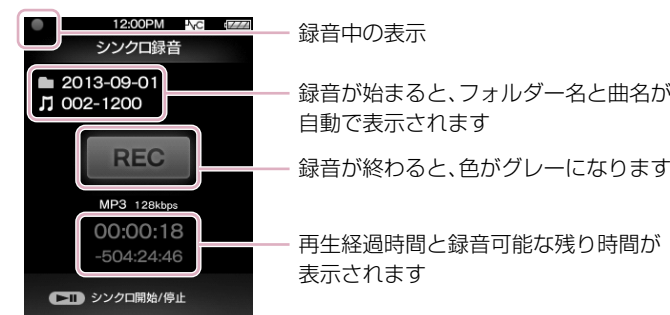 12:00PM VC
シンクロ録音
2013-09-01
002-1200
REC
MP3 128kbps
00:00:18
-504:24:46
シンクロ開始/停止
録音中の表示
録音が始まると、フォルダー名と曲名が
自動で表示されます
録音が終わると、色がグレーになります
再生経過時間と録音可能な残り時間が
表示されます